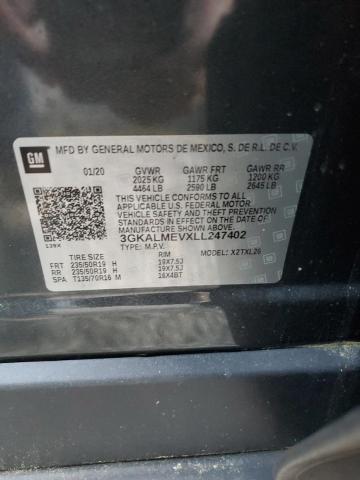 GM
MFD BY GENERAL MOTORS DE MEXICO, S. DE R.L. DE C.V.
01/20 GVWR GAWR FRT GAWR RR
2025 KG 1175 KG 1200 KG
4464 LB 2590 LB 2645 LB
THIS VEHICLE CONFORMS TO ALL
APPLICABLE U.S. FEDERAL MOTOR
VEHICLE SAFETY, BUMPER, AND THEFT
PREVENTION STANDARDS IN EFFECT ON
THE DATE OF MANUFACTURE SHOWN ABOVE.
3GKALMEVXLL247402
TYPE: M.P.V. MODEL: X2TXL26
139X
TIRE SIZE RIM
FRT 235/50R19 H 19X7.5J
RR 235/50R19 H 19X7.5J
SPA T135/70R16 M 16X4BT